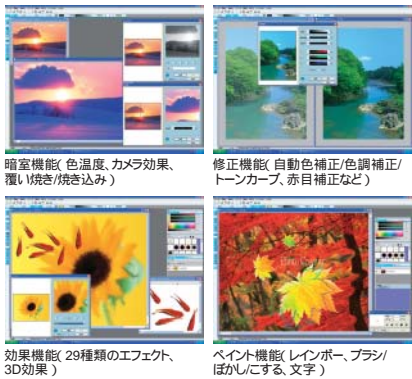 暗室機能( 色温度、カメラ効果、
覆い焼き/焼き込み )
修正機能( 自動色補正/色調補正/
トーンカーブ、赤目補正など )
効果機能( 29種類のエフェクト、
3D効果 )
ペイント機能( レインボー、ブラシ/
ぼかし/こする、文字 )